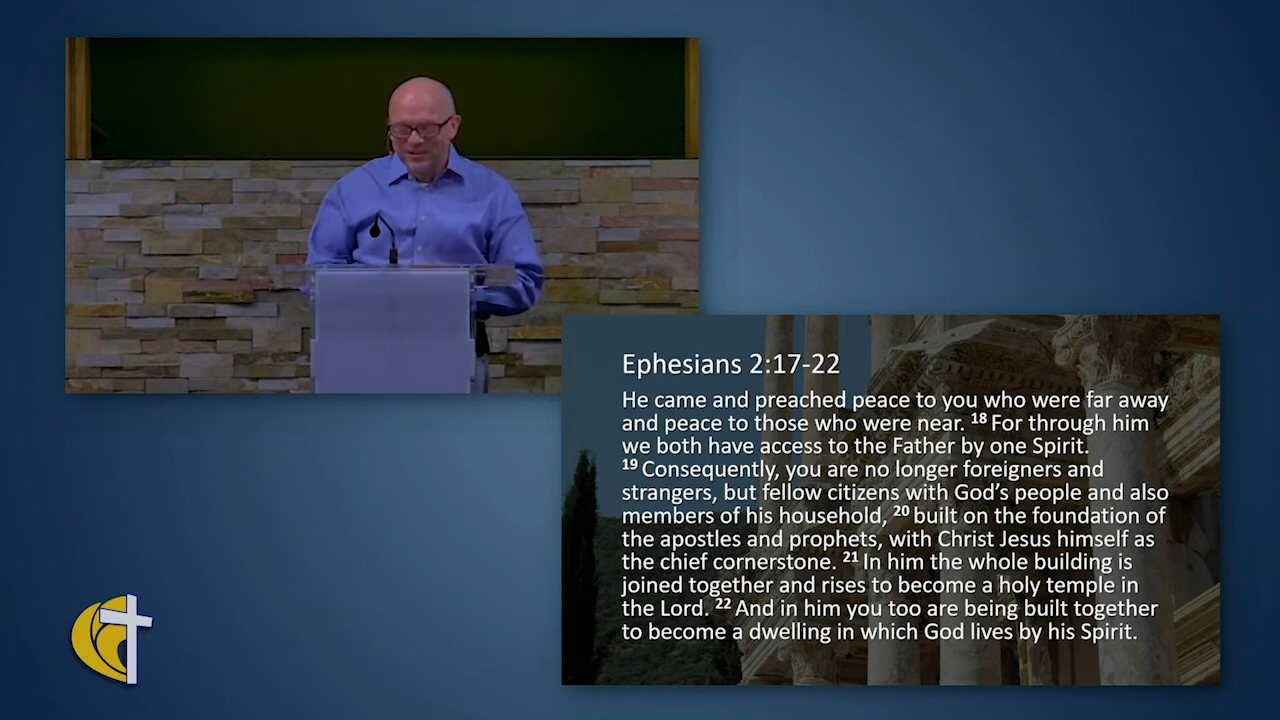 Ephesians 2:17-22
He came and preached peace to you who were far away
and peace to those who were near. 18 For through him
we both have access to the Father by one Spirit.
19 Consequently, you are no longer foreigners and
strangers, but fellow citizens with God’s people and also
members of his household, 20 built on the foundation of
the apostles and prophets, with Christ Jesus himself as
the chief cornerstone. 21 In him the whole building is
joined together and rises to become a holy temple in
the Lord. 22 And in him you too are being built together
to become a dwelling in which God lives by his Spirit.